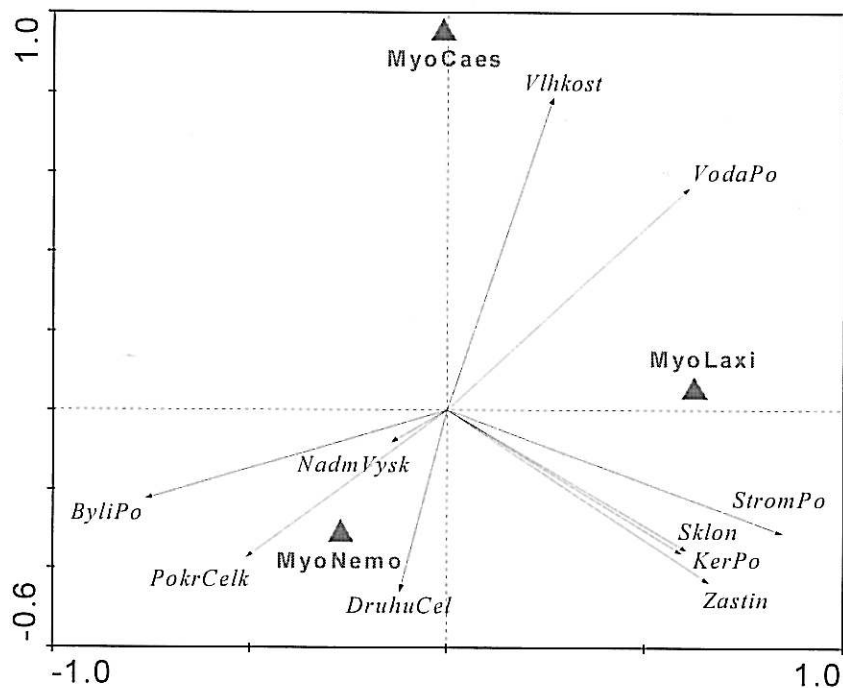 1.0
MyoCaes
Vlhkost
VodaPo
MyoLaxi
NadmVysk
ByliPo
StromPo
Sklon
MyoNemo
KerPo
PokrCelk
DruhuCel
Zastin
-0.6
-1.0
1.0